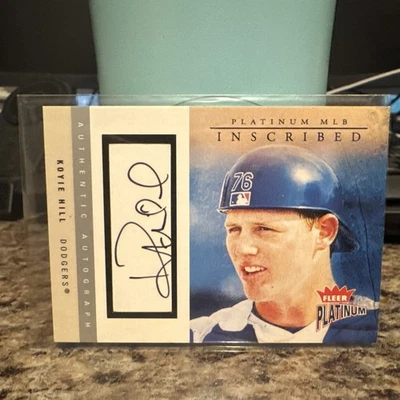 KOYIE HILL DODGERS®
AUTHENTIC AUTOGRAPH
PLATINUM MLB
INSCRIBED
76
FLEER
PLATINUM